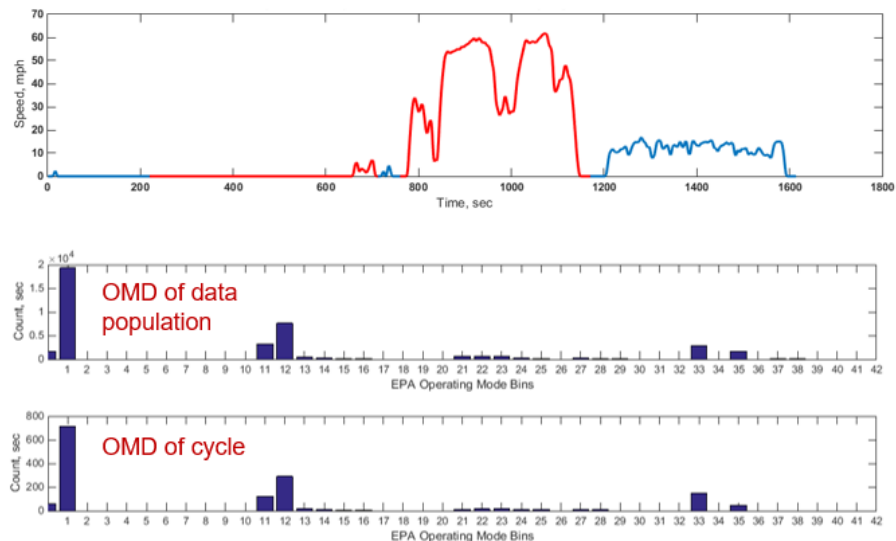 70
60
50
40
30
20
10
0
Speed, mph
0 200 400 600 800 1000 1200 1400 1600 1800
Time, sec
× 10⁴
2
1.5
1
0.5
0
Count, sec
OMD of data
population
1 2 3 4 5 6 7 8 9 10 11 12 13 14 15 16 17 18 19 20 21 22 23 24 25 26 27 28 29 30 31 32 33 34 35 36 37 38 39 40 41 42
EPA Operating Mode Bins
800
600
400
200
0
Count, sec
OMD of cycle
1 2 3 4 5 6 7 8 9 10 11 12 13 14 15 16 17 18 19 20 21 22 23 24 25 26 27 28 29 30 31 32 33 34 35 36 37 38 39 40 41 42
EPA Operating Mode Bins